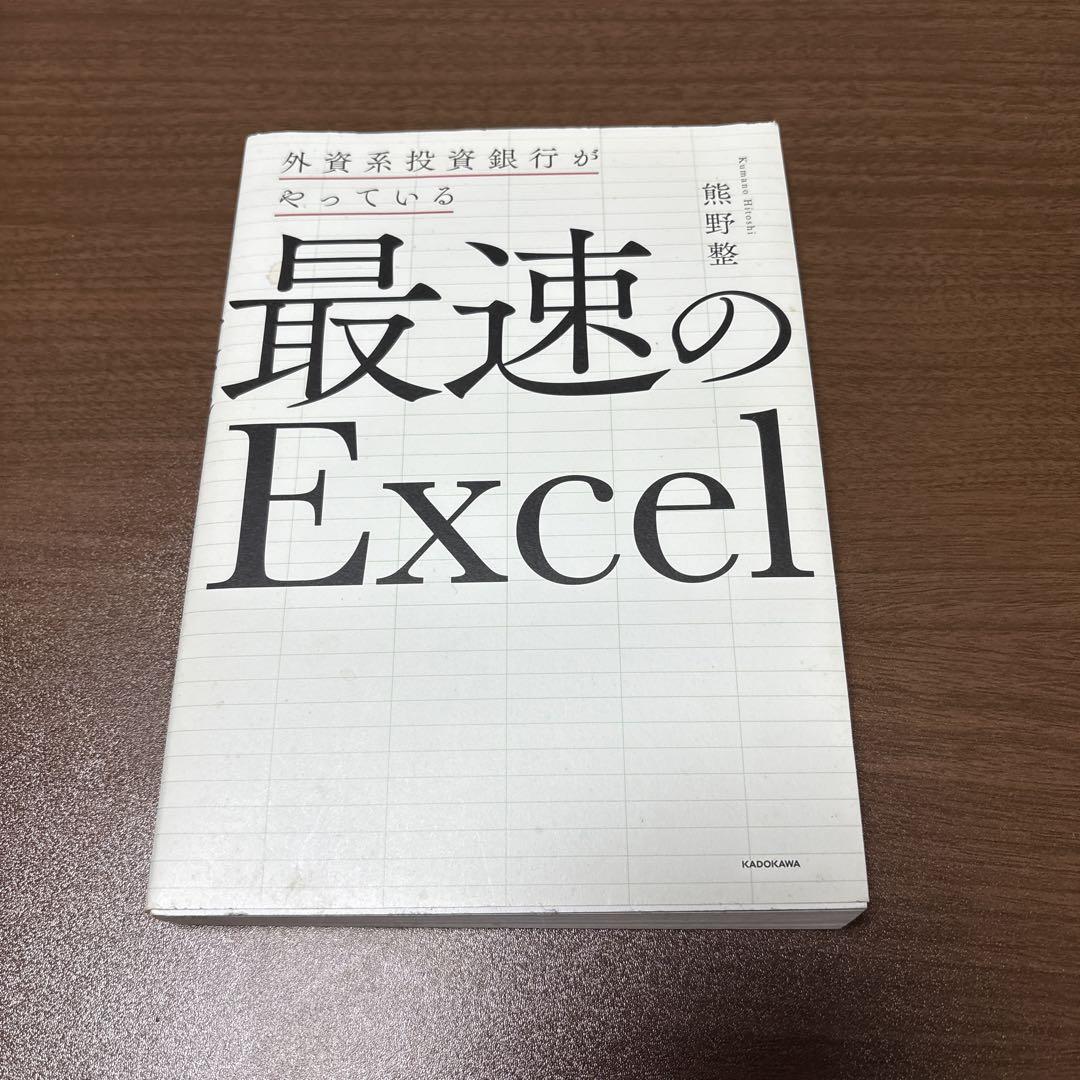 外資系投資銀行が
やっている
最速の
Excel
熊野整
Kumano Hitoshi
KADOKAWA